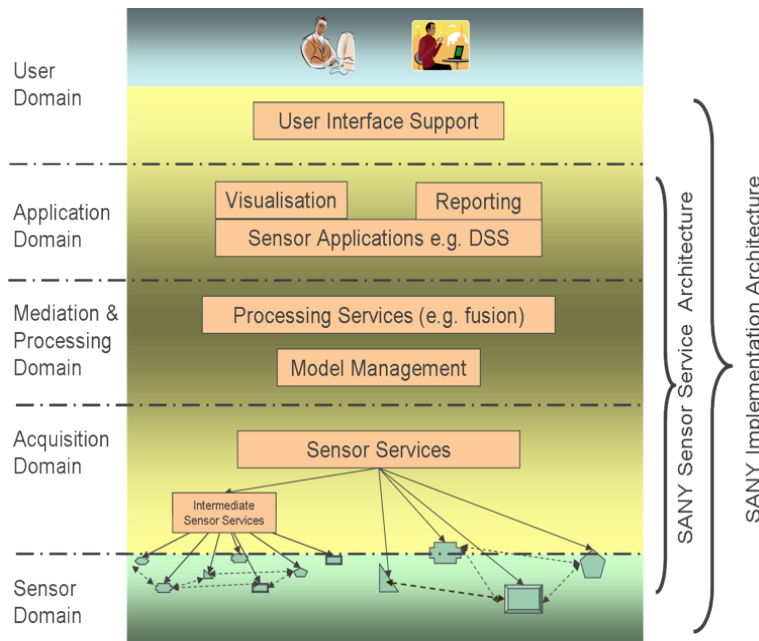 User
Domain
User Interface Support
Application
Domain
Visualisation
Reporting
Sensor Applications e.g. DSS
Mediation &
Processing
Domain
Processing Services (e.g. fusion)
Model Management
Acquisition
Domain
Sensor Services
Intermediate
Sensor Services
Sensor
Domain
SANY Sensor Service Architecture
SANY Implementation Architecture